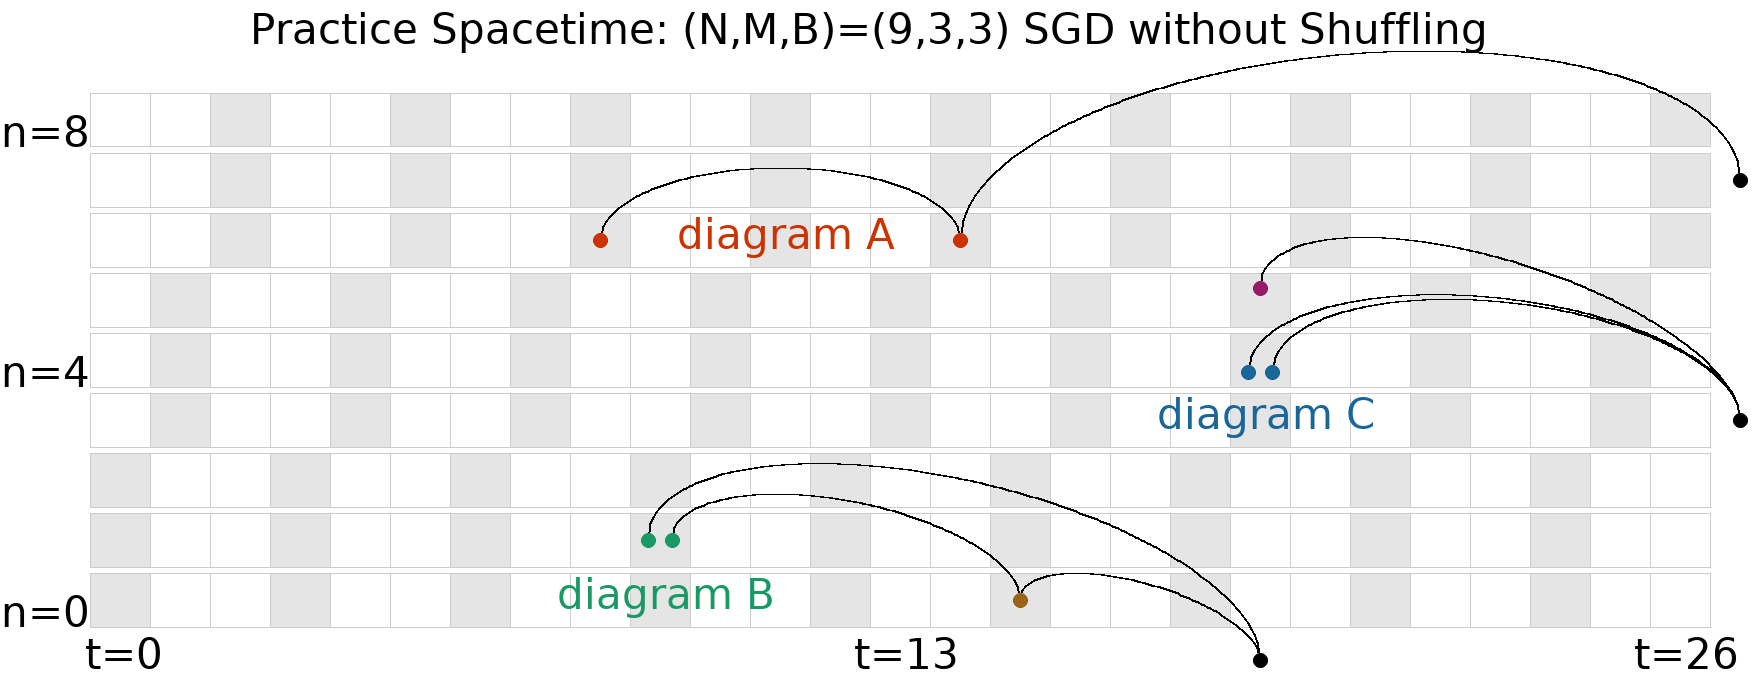 Practice Spacetime: (N,M,B)=(9,3,3) SGD without Shuffling
n=8
diagram A
n=4
diagram C
diagram B
n=0
t=0
t=13
t=26